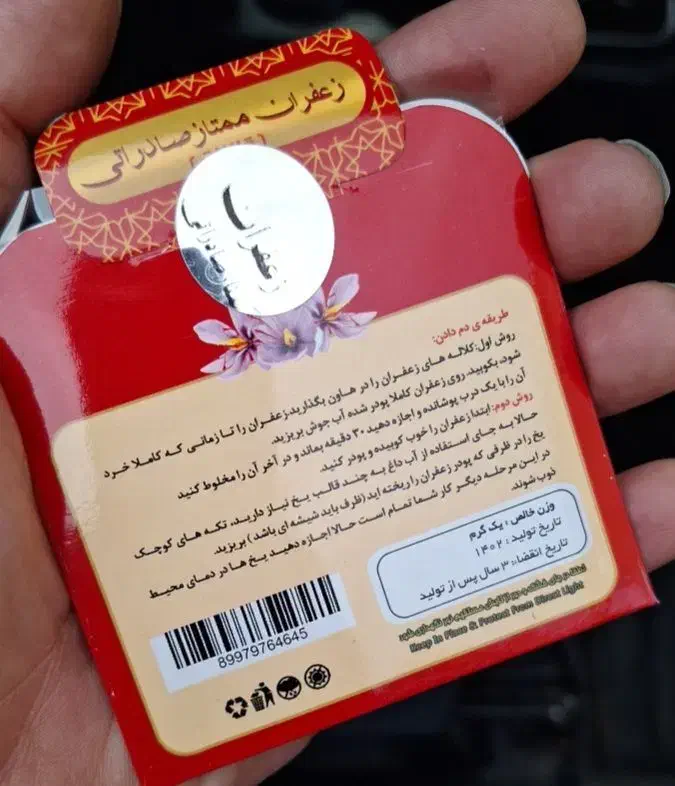 زعفران ممتاز صادراتی
زعفران
طریقه ی دم دادن:
روش اول: کلاله های زعفران را در هاون بگذارید. زعفران را تا زمانی که کاملا خرد
شود، بکوبید. روی زعفران کاملا پودر شده آب جوش بریزید.
آن را با یک درب پوشانده و اجازه دهید ۳۰ دقیقه بماند و در آخر آن را مخلوط کنید
روش دوم: ابتدا زعفران را خوب کوبیده و پودر کنید.
حالا به جای استفاده از آب داغ به چند قالب یخ نیاز دارید، تکه های کوچک
یخ را در ظرفی که پودر زعفران را ریخته اید (ظرف باید شیشه ای باشد) بریزید.
در این مرحله دیگر کار شما تمام است حالا اجازه دهید یخ ها در دمای محیط
ذوب شوند.
وزن خالص : یک گرم
تاریخ تولید : ۱۴۰۲
تاریخ انقضاء: ۳ سال پس از تولید
Keep In Place & Protect From Direct Light
89979764645